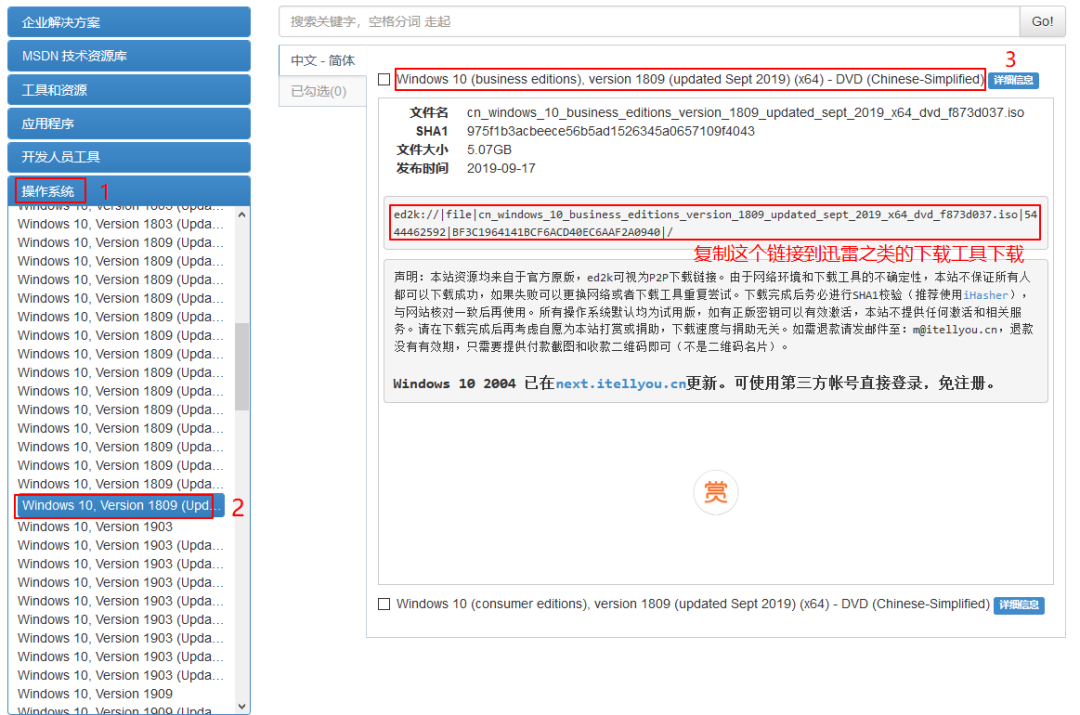 企业解决方案
MSDN 技术资源库
工具和资源
应用程序
开发人员工具
操作系统
1
Windows 10, Version 1803 (Upda...
Windows 10, Version 1803 (Upda...
Windows 10, Version 1809 (Upda...
Windows 10, Version 1809 (Upda...
Windows 10, Version 1809 (Upda...
Windows 10, Version 1809 (Upda...
Windows 10, Version 1809 (Upda...
Windows 10, Version 1809 (Upda...
Windows 10, Version 1809 (Upda...
Windows 10, Version 1809 (Upda...
Windows 10, Version 1809 (Upda...
Windows 10, Version 1809 (Upda...
Windows 10, Version 1809 (Upda...
Windows 10, Version 1809 (Upda...
Windows 10, Version 1809 (Upda...
Windows 10, Version 1809 (Upd...
2
Windows 10, Version 1903
Windows 10, Version 1903 (Upda...
Windows 10, Version 1903 (Upda...
Windows 10, Version 1903 (Upda...
Windows 10, Version 1903 (Upda...
Windows 10, Version 1903 (Upda...
Windows 10, Version 1903 (Upda...
Windows 10, Version 1903 (Upda...
Windows 10, Version 1903 (Upda...
Windows 10, Version 1909
Windows 10, Version 1909 (Upda...
搜索关键字，空格分词 走起
Go!
中文 - 简体
已勾选(0)
3
Windows 10 (business editions), version 1809 (updated Sept 2019) (x64) - DVD (Chinese-Simplified) 详细信息
文件名 cn_windows_10_business_editions_version_1809_updated_sept_2019_x64_dvd_f873d037.iso
SHA1 975f1b3acbeece56b5ad1526345a0657109f4043
文件大小 5.07GB
发布时间 2019-09-17
ed2k://|file|cn_windows_10_business_editions_version_1809_updated_sept_2019_x64_dvd_f873d037.iso|54
44462592|BF3C1964141BCF6ACD40EC6AAF2A0940|/
复制这个链接到迅雷之类的下载工具下载
声明：本站资源均来自于官方原版，ed2k可视为P2P下载链接。由于网络环境和下载工具的不确定性，本站不保证所有人
都可以下载成功，如果失败可以更换网络或者下载工具重复尝试。下载完成后务必进行SHA1校验（推荐使用iHasher），
与网站核对一致后再使用。所有操作系统默认均为试用版，如有正版密钥可以有效激活，本站不提供任何激活和相关服
务。请在下载完成后再考虑自愿为本站打赏或捐助，下载速度与捐助无关。如需退款请发邮件至：m@itellyou.cn，退款
没有有效期，只需要提供付款截图和收款二维码即可（不是二维码名片）。
Windows 10 2004 已在next.itellyou.cn更新。可使用第三方帐号直接登录，免注册。
赏
Windows 10 (consumer editions), version 1809 (updated Sept 2019) (x64) - DVD (Chinese-Simplified) 详细信息